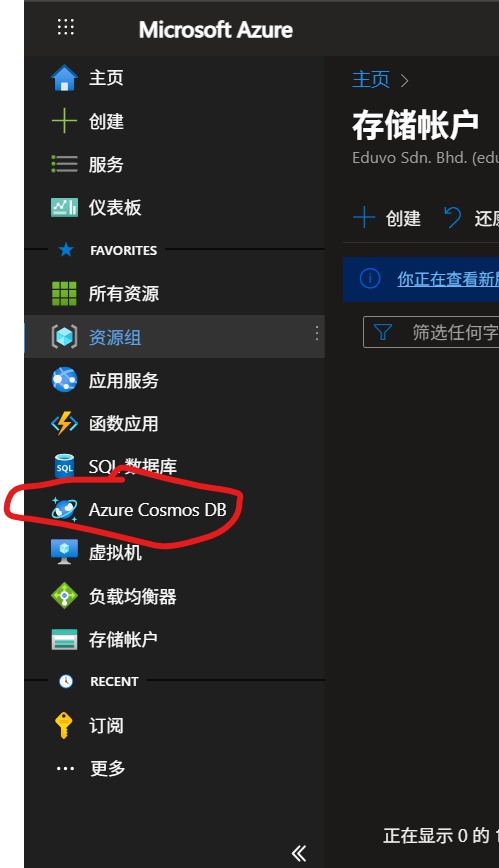 Microsoft Azure
主页
创建
服务
仪表板
FAVORITES
所有资源
资源组
应用服务
函数应用
SQL 数据库
Azure Cosmos DB
虚拟机
负载均衡器
存储帐户
RECENT
订阅
更多
主页
存储帐户
Eduvo Sdn. Bhd. (edu
创建 还原
你正在查看新版
筛选任何字
正在显示 0 的
SQL